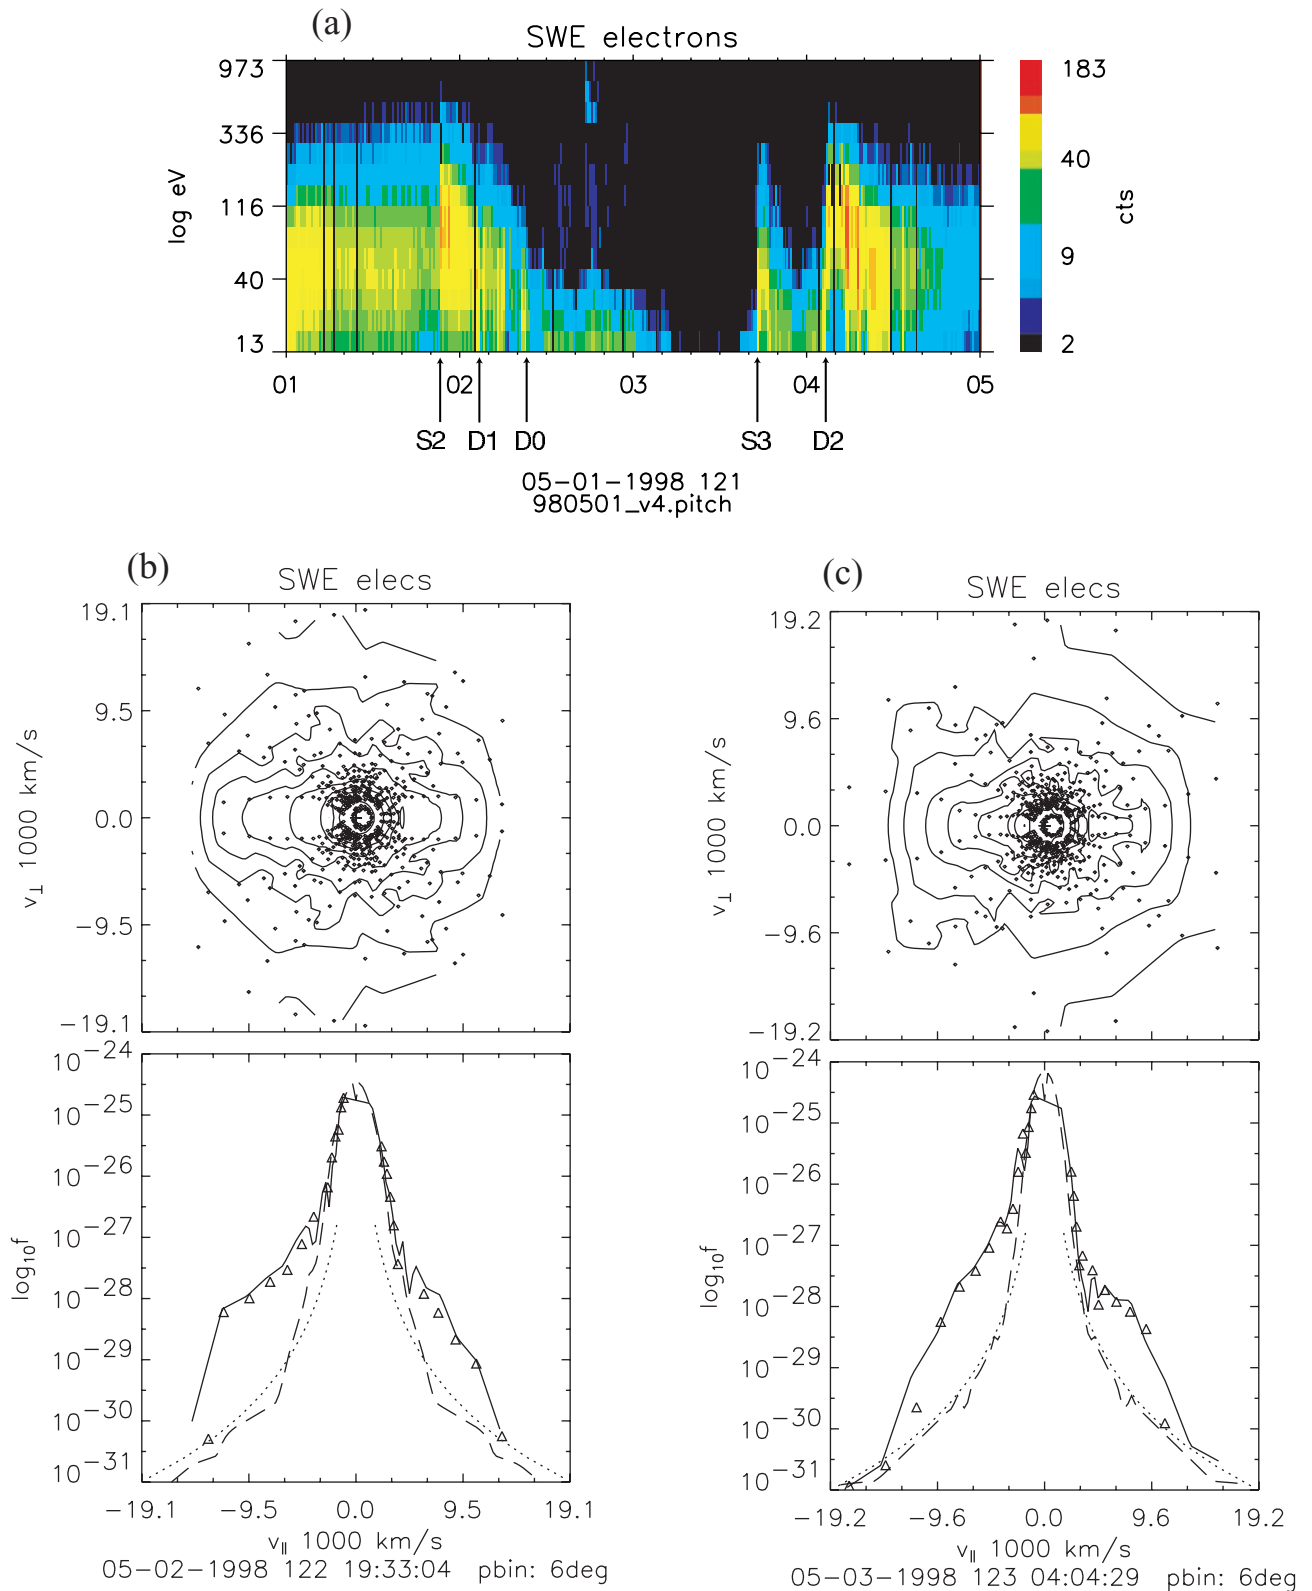 (a)
SWE electrons
973
336
116
40
13
log eV
01 02 03 04 05
S2 D1 D0 S3 D2
05-01-1998 121
980501_v4.pitch
183
40
9
2
cts
(b)
SWE elecs
19.1
9.5
0.0
-9.5
-19.1
v⊥ 1000 km/s
10−24
10−25
10−26
10−27
10−28
10−29
10−30
10−31
log10f
-19.1 -9.5 0.0 9.5 19.1
v∥ 1000 km/s
05-02-1998 122 19:33:04 pbin: 6deg
(c)
SWE elecs
19.2
9.6
0.0
-9.6
-19.2
v⊥ 1000 km/s
10−24
10−25
10−26
10−27
10−28
10−29
10−30
10−31
log10f
-19.2 -9.6 0.0 9.6 19.2
v∥ 1000 km/s
05-03-1998 123 04:04:29 pbin: 6deg